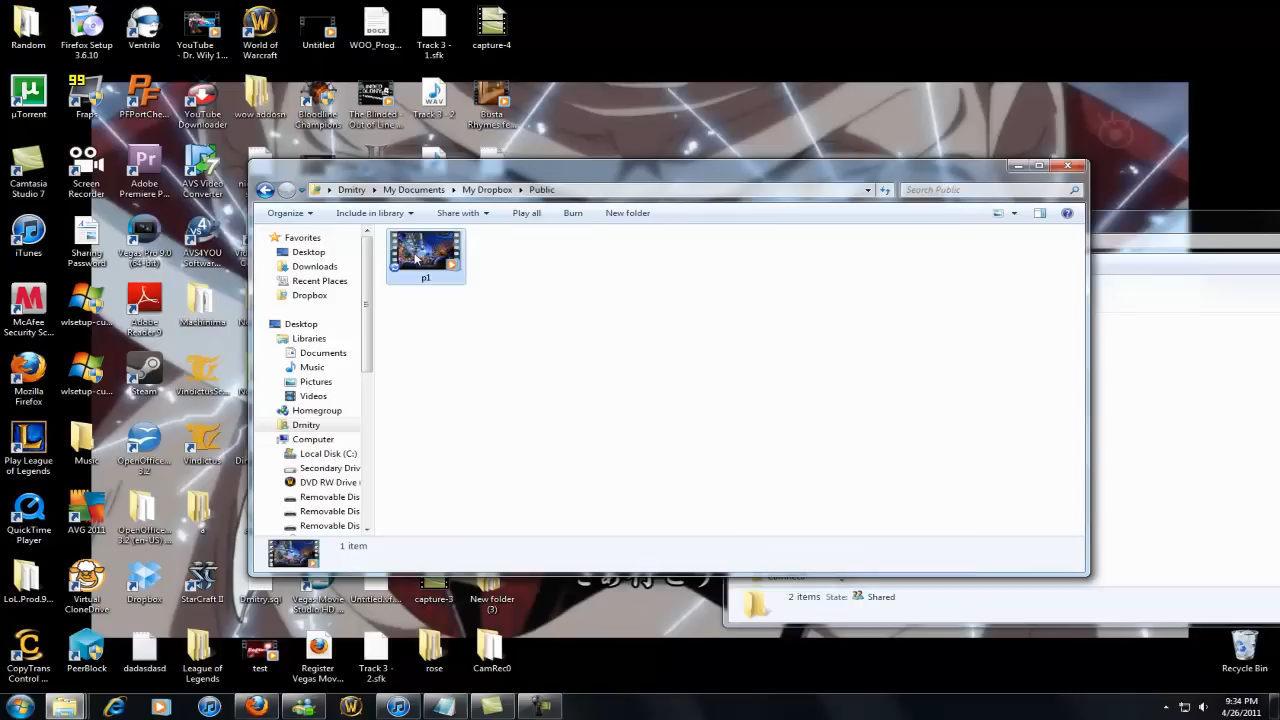 Random
Firefox Setup 3.6.10
Ventrilo
YouTube - Dr. Wily 1...
World of Warcraft
Untitled
WOO_Prog...
Track 3 - 1.sfk
capture-4
99
µTorrent
Fraps
PFPortChe...
YouTube Downloader
wow addosn
Bloodline Champions
The Blinded - Out of Line ...
Track 3 - 2
Busta Rhymes fe...
Camtasia Studio 7
Screen Recorder
Adobe Premiere P...
AVS Video Converter
iTunes
Sharing Password
Vegas Pro 9.0 (64-bit)
AVS4YOU Softwar...
McAfee Security Sc...
wlsetup-cu...
Adobe Reader 9
Machinima
Mozilla Firefox
wlsetup-cu...
Steam
VindictusSe...
Play League of Legends
Music
OpenOffice... 3.2
Vindictus
QuickTime Player
AVG 2011
OpenOffice... 3.2 (en-US) ...
a
Virtual CloneDrive
LoL.Prod.9...
Dropbox
StarCraft II
Dmitry.sql
Vegas Movie Studio HD ...
Untitled.vf...
capture-3
New folder (3)
CopyTrans Control ...
PeerBlock
dadasdasd
League of Legends
test
Register Vegas Mov...
Track 3 - 2.sfk
rose
CamRec0
Recycle Bin
Dmitry
My Documents
My Dropbox
Public
Search Public
Organize
Include in library
Share with
Play all
Burn
New folder
Favorites
Desktop
Downloads
Recent Places
Dropbox
Desktop
Libraries
Documents
Music
Pictures
Videos
Homegroup
Dmitry
Computer
Local Disk (C:)
Secondary Driv
DVD RW Drive (
Removable Dis
Removable Dis
Removable Dis
p1
1 item
2 items State: Shared
9:34 PM
4/26/2011